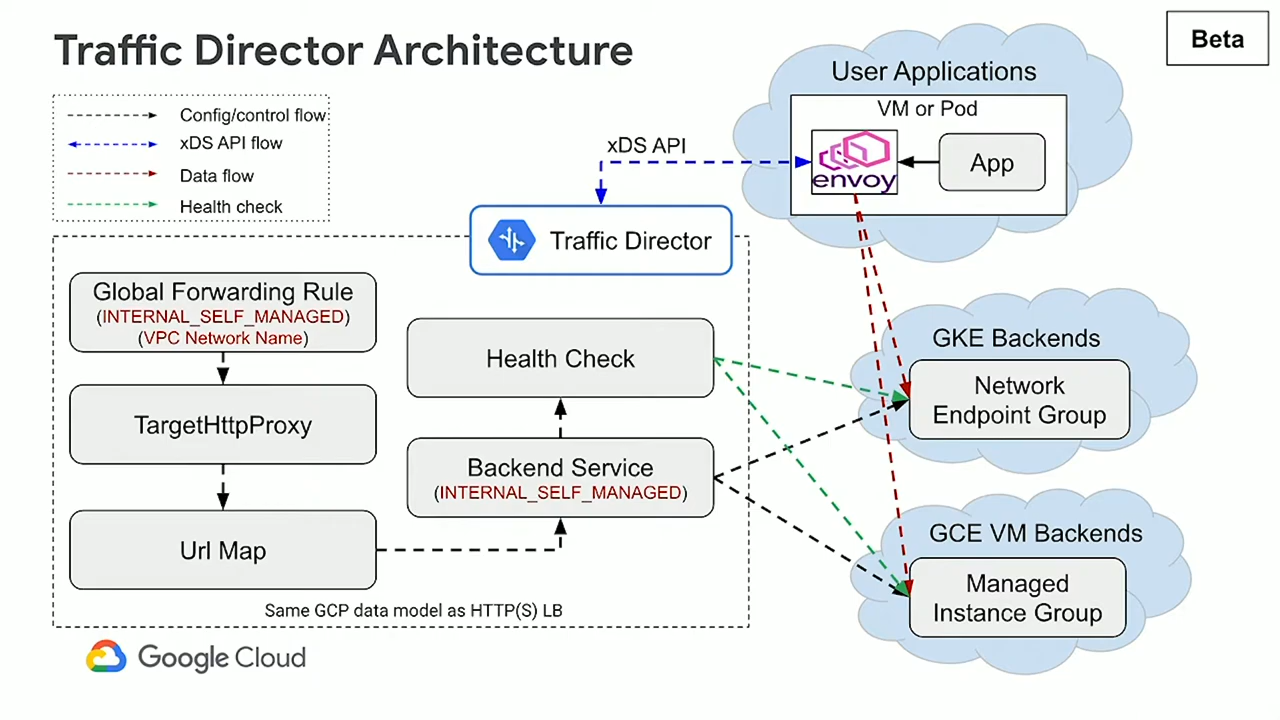 Traffic Director Architecture
Beta
Config/control flow
xDS API flow
Data flow
Health check
xDS API
User Applications
VM or Pod
envoy
App
Traffic Director
Global Forwarding Rule
(INTERNAL_SELF_MANAGED)
(VPC Network Name)
TargetHttpProxy
Url Map
Health Check
Backend Service
(INTERNAL_SELF_MANAGED)
Same GCP data model as HTTP(S) LB
GKE Backends
Network
Endpoint Group
GCE VM Backends
Managed
Instance Group
Google Cloud